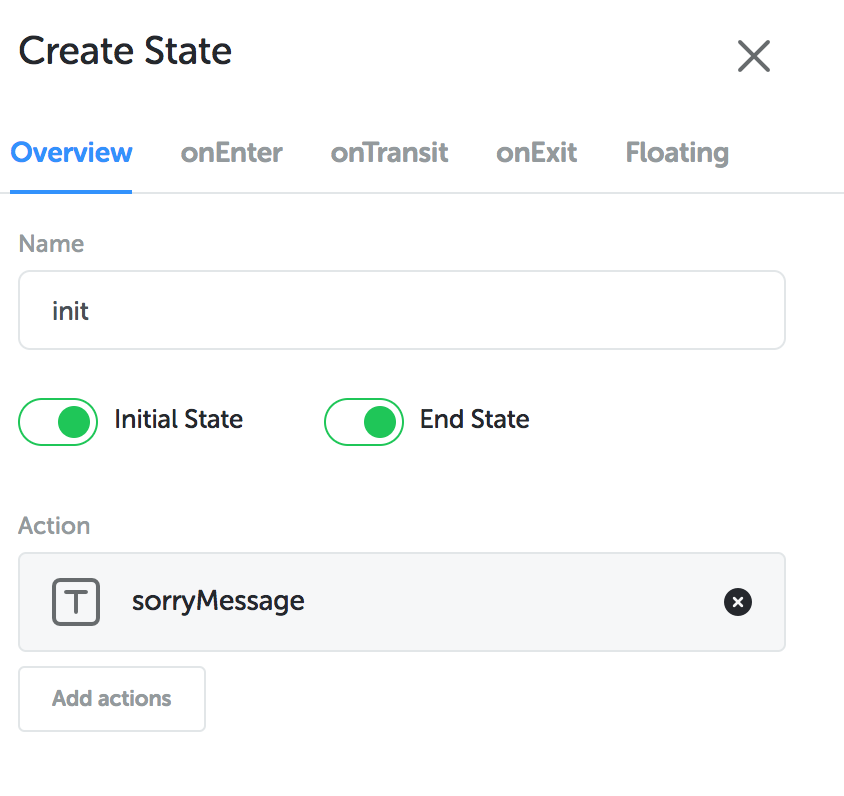 Create State
Overview onEnter onTransit onExit Floating
Name
init
Initial State End State
Action
T sorryMessage
Add actions